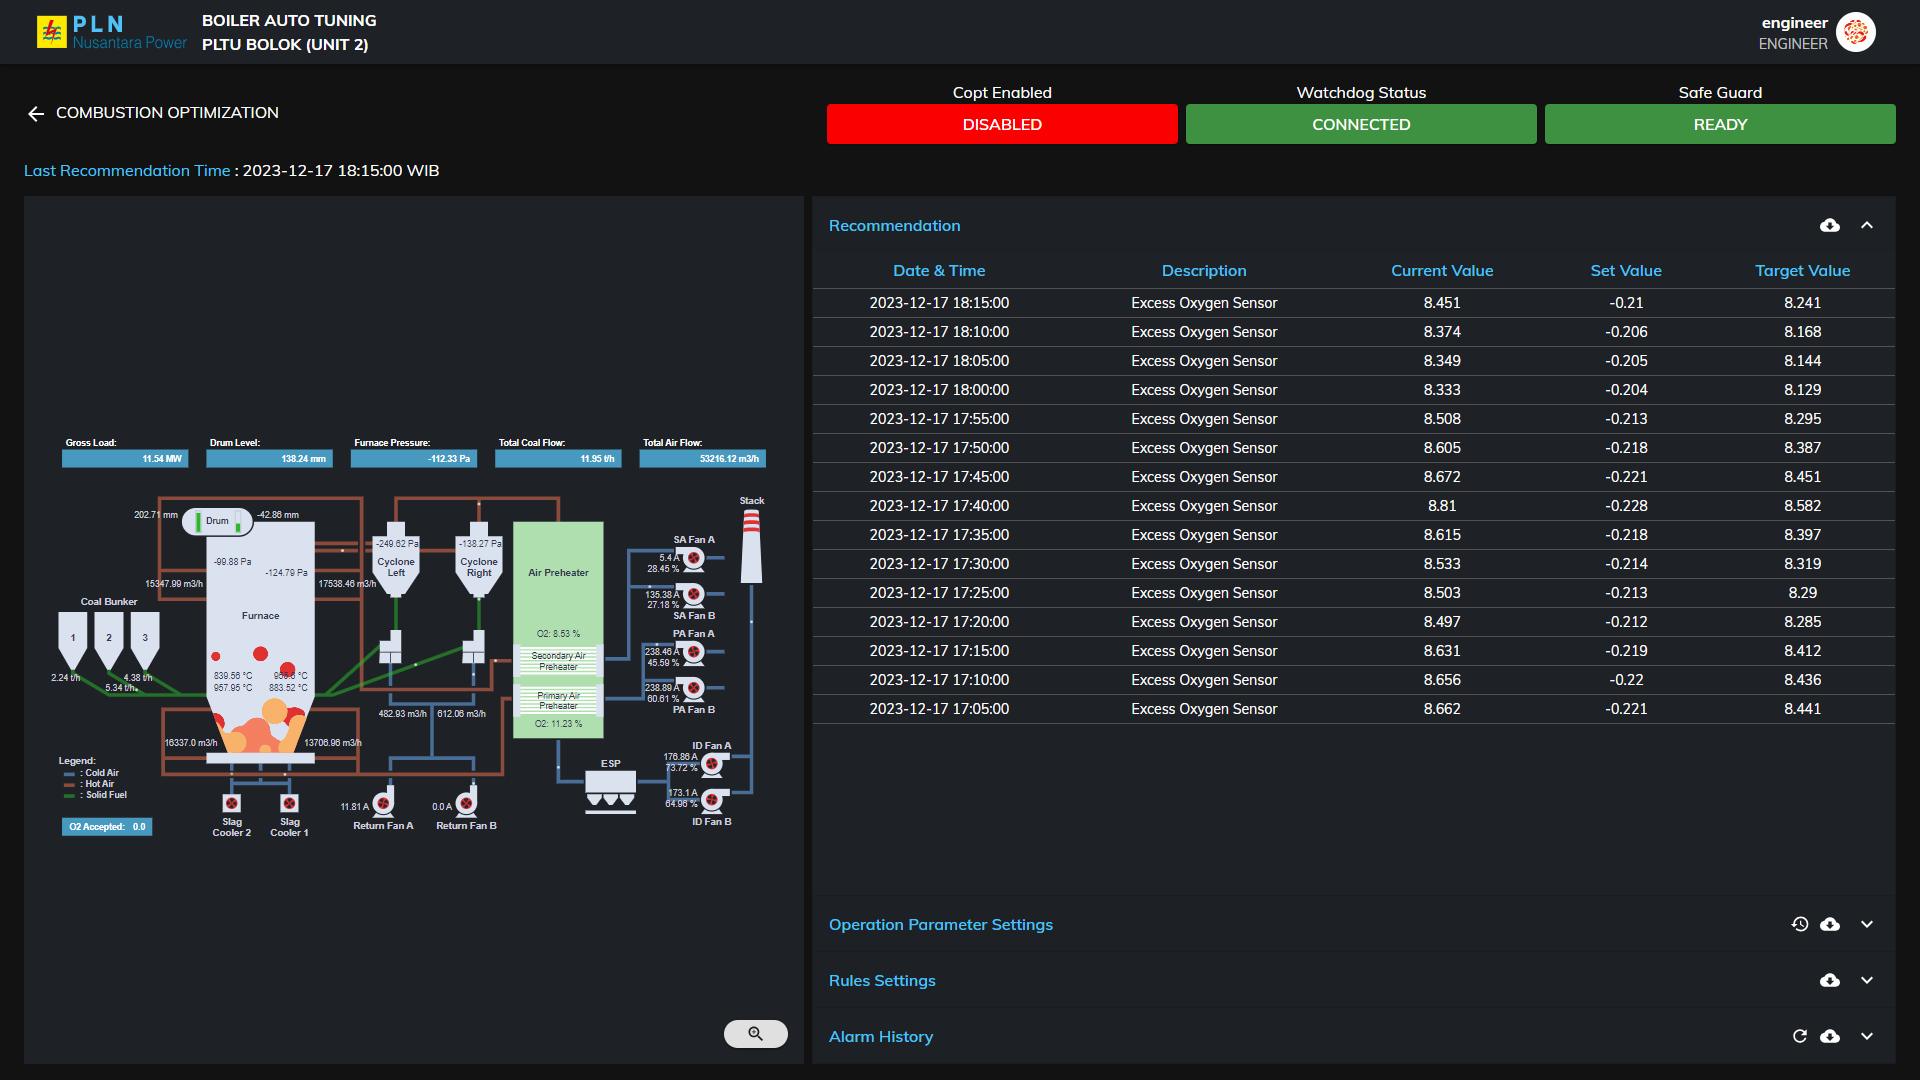 PLN
Nusantara Power
BOILER AUTO TUNING
PLTU BOLOK (UNIT 2)
engineer
ENGINEER
COMBUSTION OPTIMIZATION
Copt Enabled
DISABLED
Watchdog Status
CONNECTED
Safe Guard
READY
Last Recommendation Time : 2023-12-17 18:15:00 WIB
Gross Load:
11.54 MW
Drum Level:
138.24 mm
Furnace Pressure:
-112.33 Pa
Total Coal Flow:
11.95 t/h
Total Air Flow:
53216.12 m3/h
202.71 mm
Drum
-42.86 mm
-99.88 Pa
-124.79 Pa
15347.99 m3/h
17538.46 m3/h
Furnace
-249.62 Pa
Cyclone
Left
-138.27 Pa
Cyclone
Right
Air Preheater
O2: 8.53 %
Secondary Air
Preheater
Primary Air
Preheater
O2: 11.23 %
Stack
SA Fan A
5.4 A
28.45 %
135.38 A
27.18 %
SA Fan B
PA Fan A
238.46 A
45.59 %
238.89 A
60.61 %
PA Fan B
Coal Bunker
1
2
3
2.24 t/h
5.34 t/h
4.38 t/h
839.56 °C
957.95 °C
883.52 °C
482.93 m3/h
612.06 m3/h
16337.0 m3/h
13706.96 m3/h
ID Fan A
176.86 A
73.72 %
173.1 A
64.96 %
ID Fan B
ESP
Legend:
: Cold Air
: Hot Air
: Solid Fuel
O2 Accepted: 0.0
Slag
Cooler 2
Slag
Cooler 1
11.81 A
Return Fan A
0.0 A
Return Fan B
Recommendation
Date & Time Description Current Value Set Value Target Value
2023-12-17 18:15:00 Excess Oxygen Sensor 8.451 -0.21 8.241
2023-12-17 18:10:00 Excess Oxygen Sensor 8.374 -0.206 8.168
2023-12-17 18:05:00 Excess Oxygen Sensor 8.349 -0.205 8.144
2023-12-17 18:00:00 Excess Oxygen Sensor 8.333 -0.204 8.129
2023-12-17 17:55:00 Excess Oxygen Sensor 8.508 -0.213 8.295
2023-12-17 17:50:00 Excess Oxygen Sensor 8.605 -0.218 8.387
2023-12-17 17:45:00 Excess Oxygen Sensor 8.672 -0.221 8.451
2023-12-17 17:40:00 Excess Oxygen Sensor 8.81 -0.228 8.582
2023-12-17 17:35:00 Excess Oxygen Sensor 8.615 -0.218 8.397
2023-12-17 17:30:00 Excess Oxygen Sensor 8.533 -0.214 8.319
2023-12-17 17:25:00 Excess Oxygen Sensor 8.503 -0.213 8.29
2023-12-17 17:20:00 Excess Oxygen Sensor 8.497 -0.212 8.285
2023-12-17 17:15:00 Excess Oxygen Sensor 8.631 -0.219 8.412
2023-12-17 17:10:00 Excess Oxygen Sensor 8.656 -0.22 8.436
2023-12-17 17:05:00 Excess Oxygen Sensor 8.662 -0.221 8.441
Operation Parameter Settings
Rules Settings
Alarm History